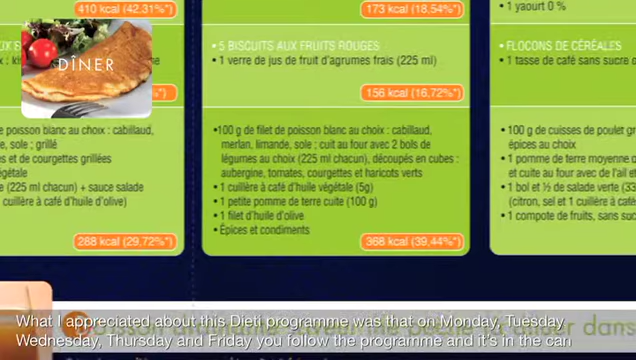 410 kcal (42.31%*)
173 kcal (18,54%*)
• 1 yaourt 0 %
• 5 BISCUITS AUX FRUITS ROUGES
• 1 verre de jus de fruit d'agrumes frais (225 ml)
156 kcal (16,72%*)
• FLOCONS DE CÉRÉALES
• 1 tasse de café sans sucre
DÎNER
de poisson blanc au choix : cabillaud,
sole ; grillé
et de courgettes grillées
(225 ml chacun) + sauce salade
cuillère à café d'huile d'olive)
288 kcal (29,72%*)
• 100 g de filet de poisson blanc au choix : cabillaud,
merlan, limande, sole ; cuit au four avec 2 bols de
légumes au choix (225 ml chacun), découpés en cubes :
aubergine, tomates, courgettes et haricots verts
• 1 cuillère à café d'huile végétale (5g)
• 1 petite pomme de terre cuite (100 g)
• 1 filet d'huile d'olive
• Épices et condiments
368 kcal (39,44%*)
• 100 g de cuisses de poulet
épices au choix
• 1 pomme de terre moyenne
et cuite au four avec de l'ail
• 1 bol et ½ de salade verte
(citron, sel et 1 cuillère à
• 1 compote de fruits, sans
What I appreciated about this Dieti programme was that on Monday, Tuesday
Wednesday, Thursday and Friday you follow the programme and it's in the can